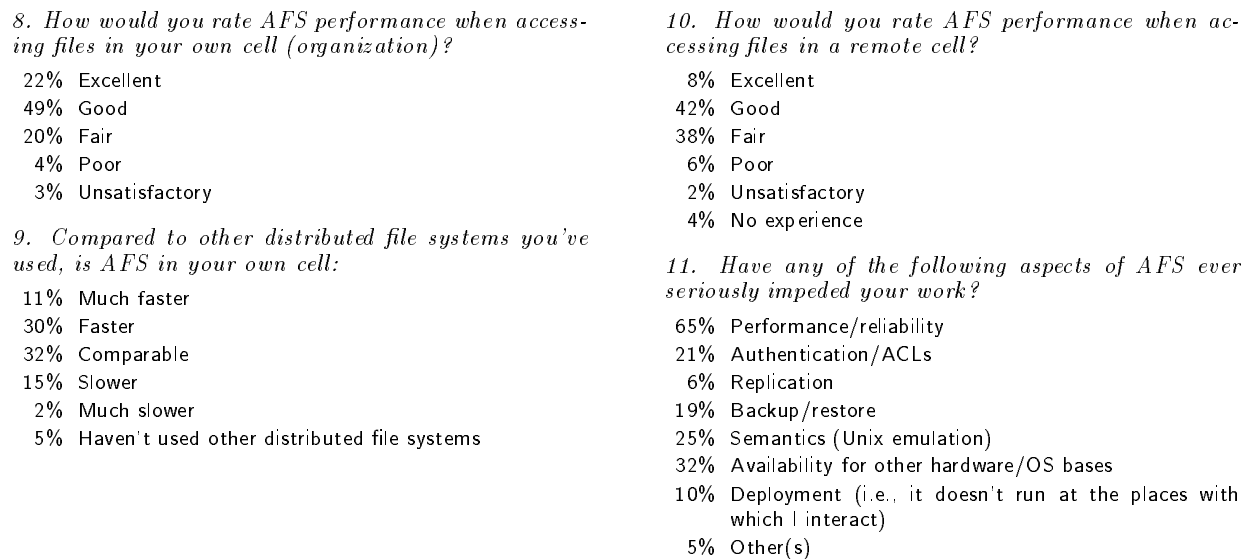 8. How would you rate AFS performance when access-
ing files in your own cell (organization)?
22% Excellent
49% Good
20% Fair
4% Poor
3% Unsatisfactory
9. Compared to other distributed file systems you've
used, is AFS in your own cell:
11% Much faster
30% Faster
32% Comparable
15% Slower
2% Much slower
5% Haven't used other distributed file systems
10. How would you rate AFS performance when ac-
cessing files in a remote cell?
8% Excellent
42% Good
38% Fair
6% Poor
2% Unsatisfactory
4% No experience
11. Have any of the following aspects of AFS ever
seriously impeded your work?
65% Performance/reliability
21% Authentication/ACLs
6% Replication
19% Backup/restore
25% Semantics (Unix emulation)
32% Availability for other hardware/OS bases
10% Deployment (i.e., it doesn't run at the places with
which I interact)
5% Other(s)